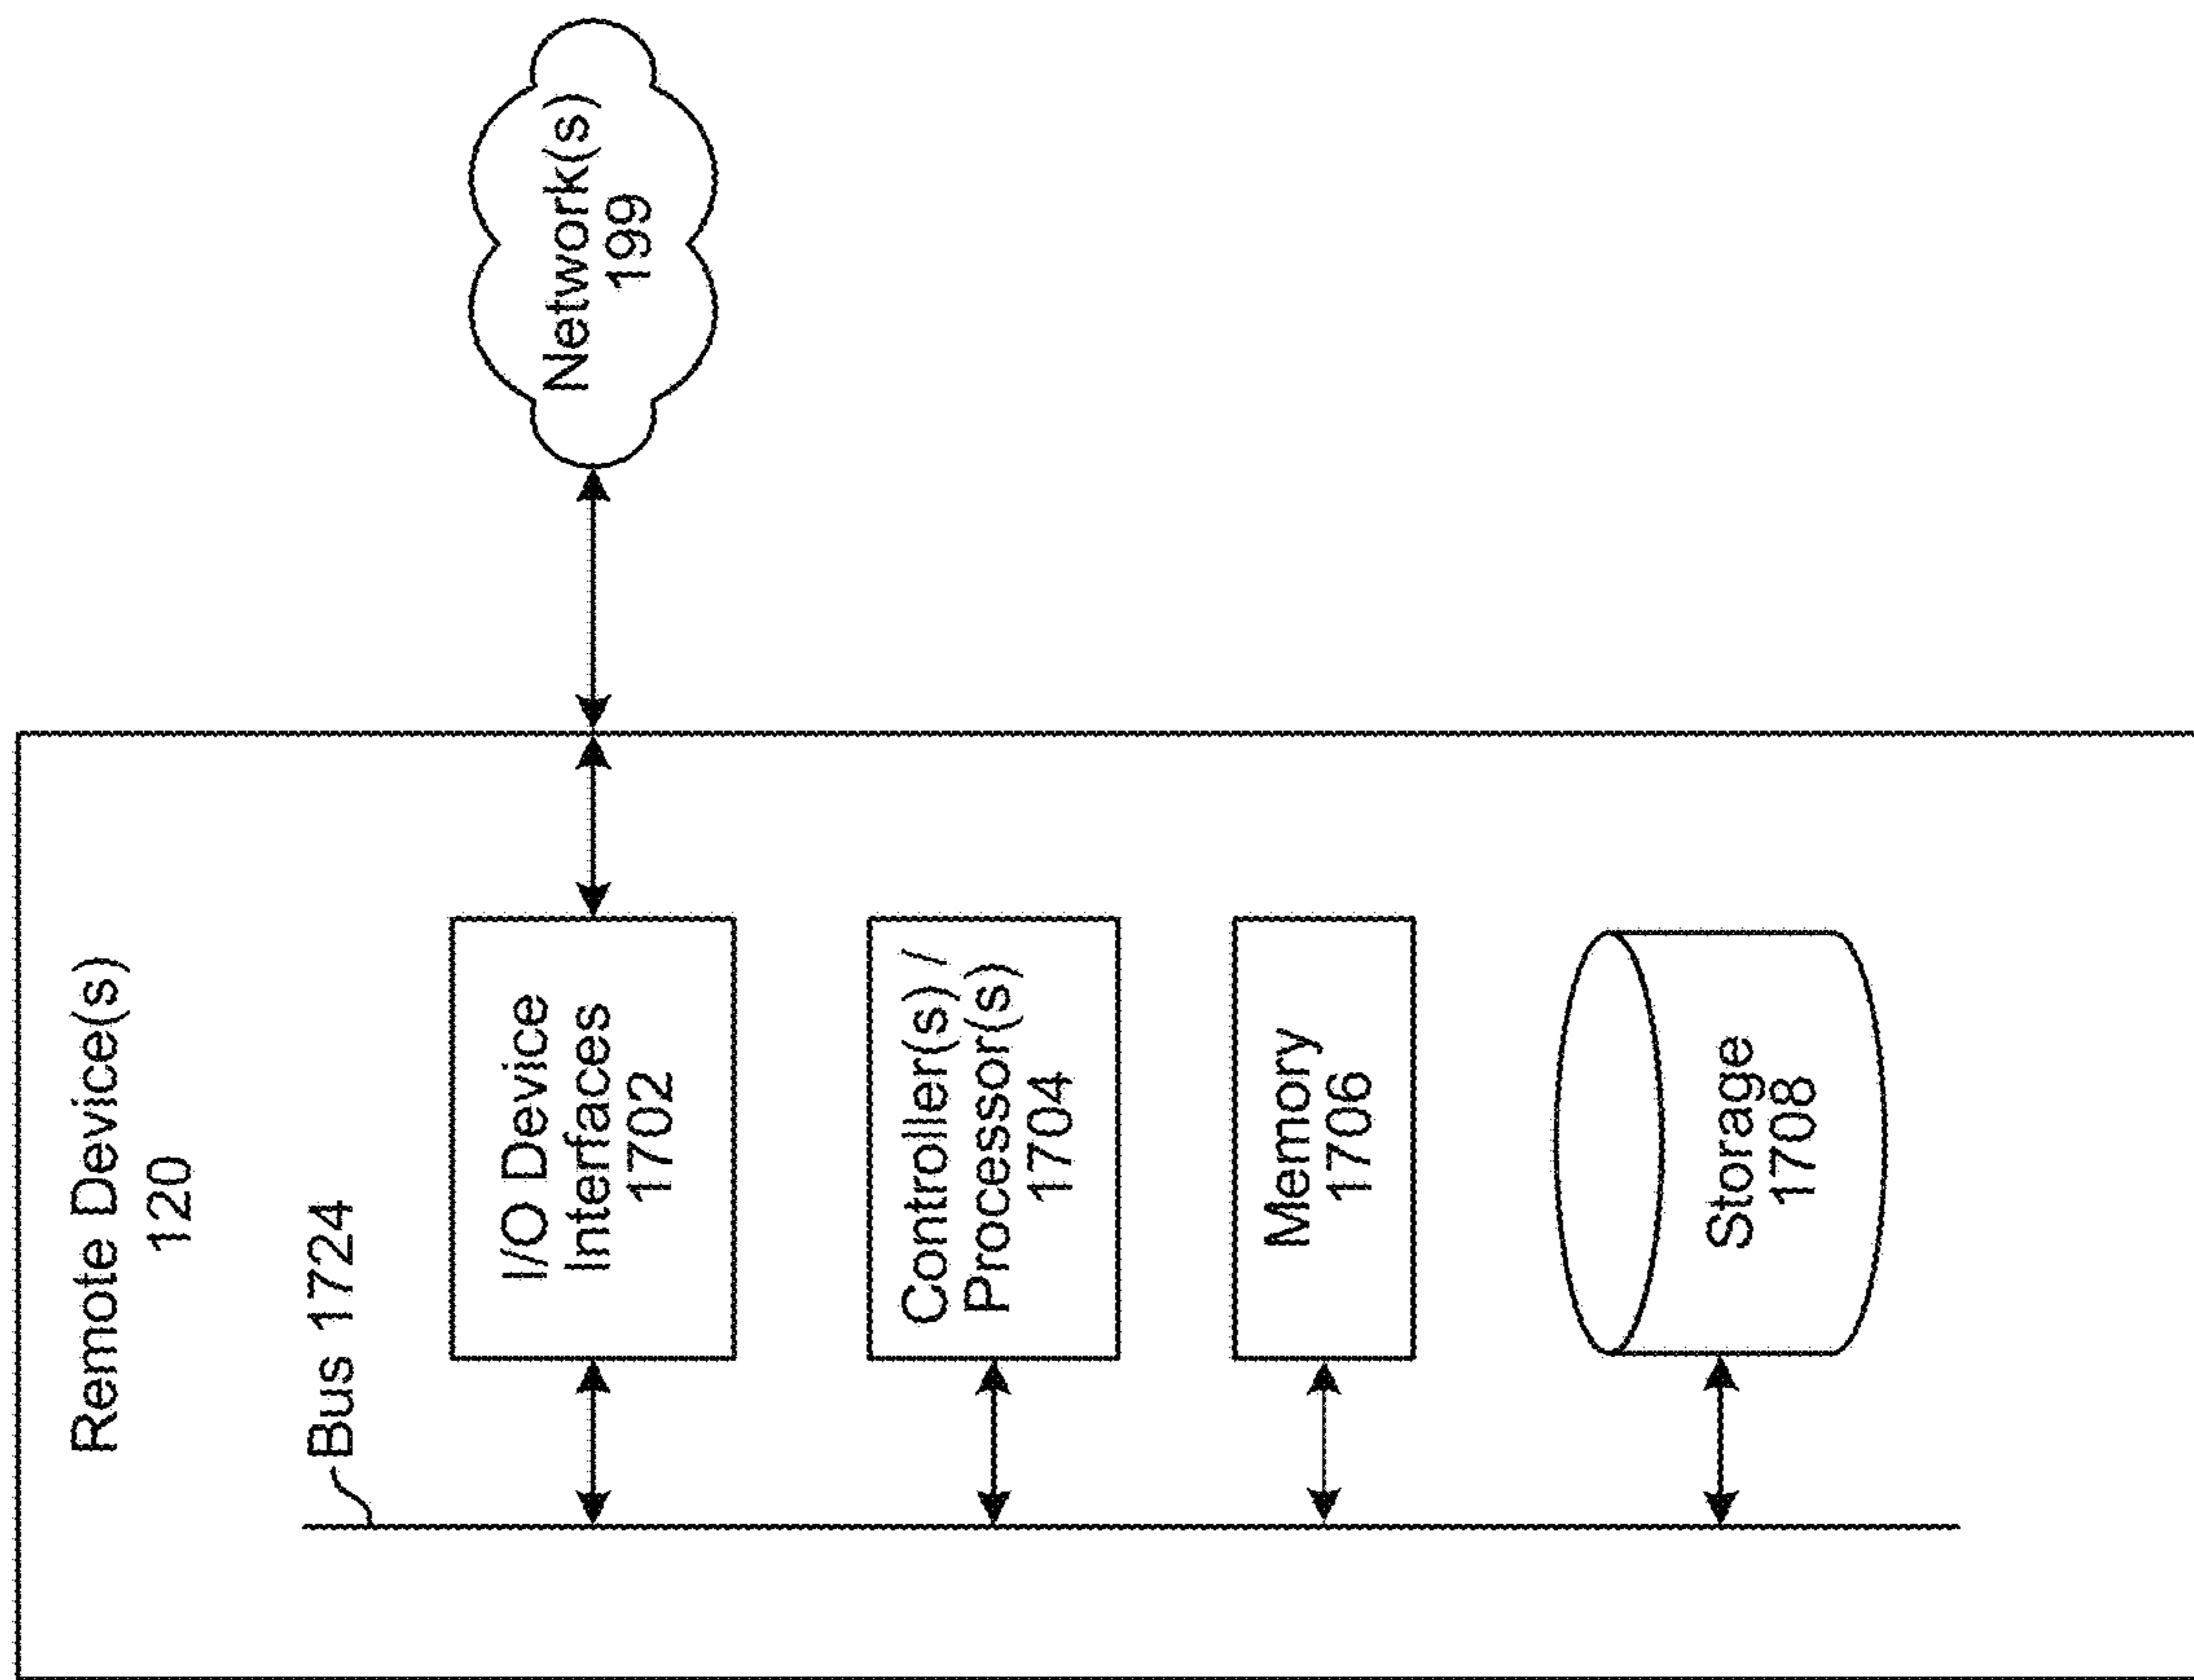 Remote Device(s)
120
Bus 1724
I/O Device
Interfaces
1702
Network(s)
199
Controller(s) /
Processor(s)
1704
Memory
1706
Storage
1708